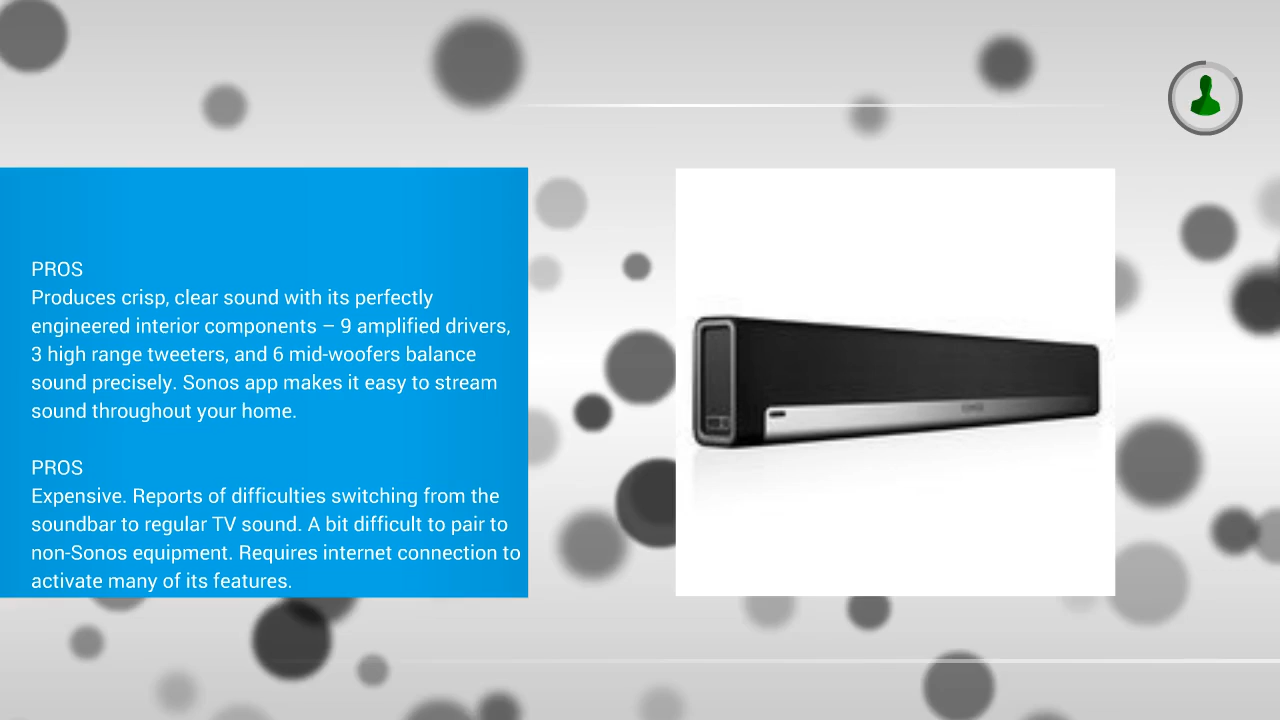 PROS
Produces crisp, clear sound with its perfectly
engineered interior components – 9 amplified drivers,
3 high range tweeters, and 6 mid-woofers balance
sound precisely. Sonos app makes it easy to stream
sound throughout your home.
PROS
Expensive. Reports of difficulties switching from the
soundbar to regular TV sound. A bit difficult to pair to
non-Sonos equipment. Requires internet connection to
activate many of its features.